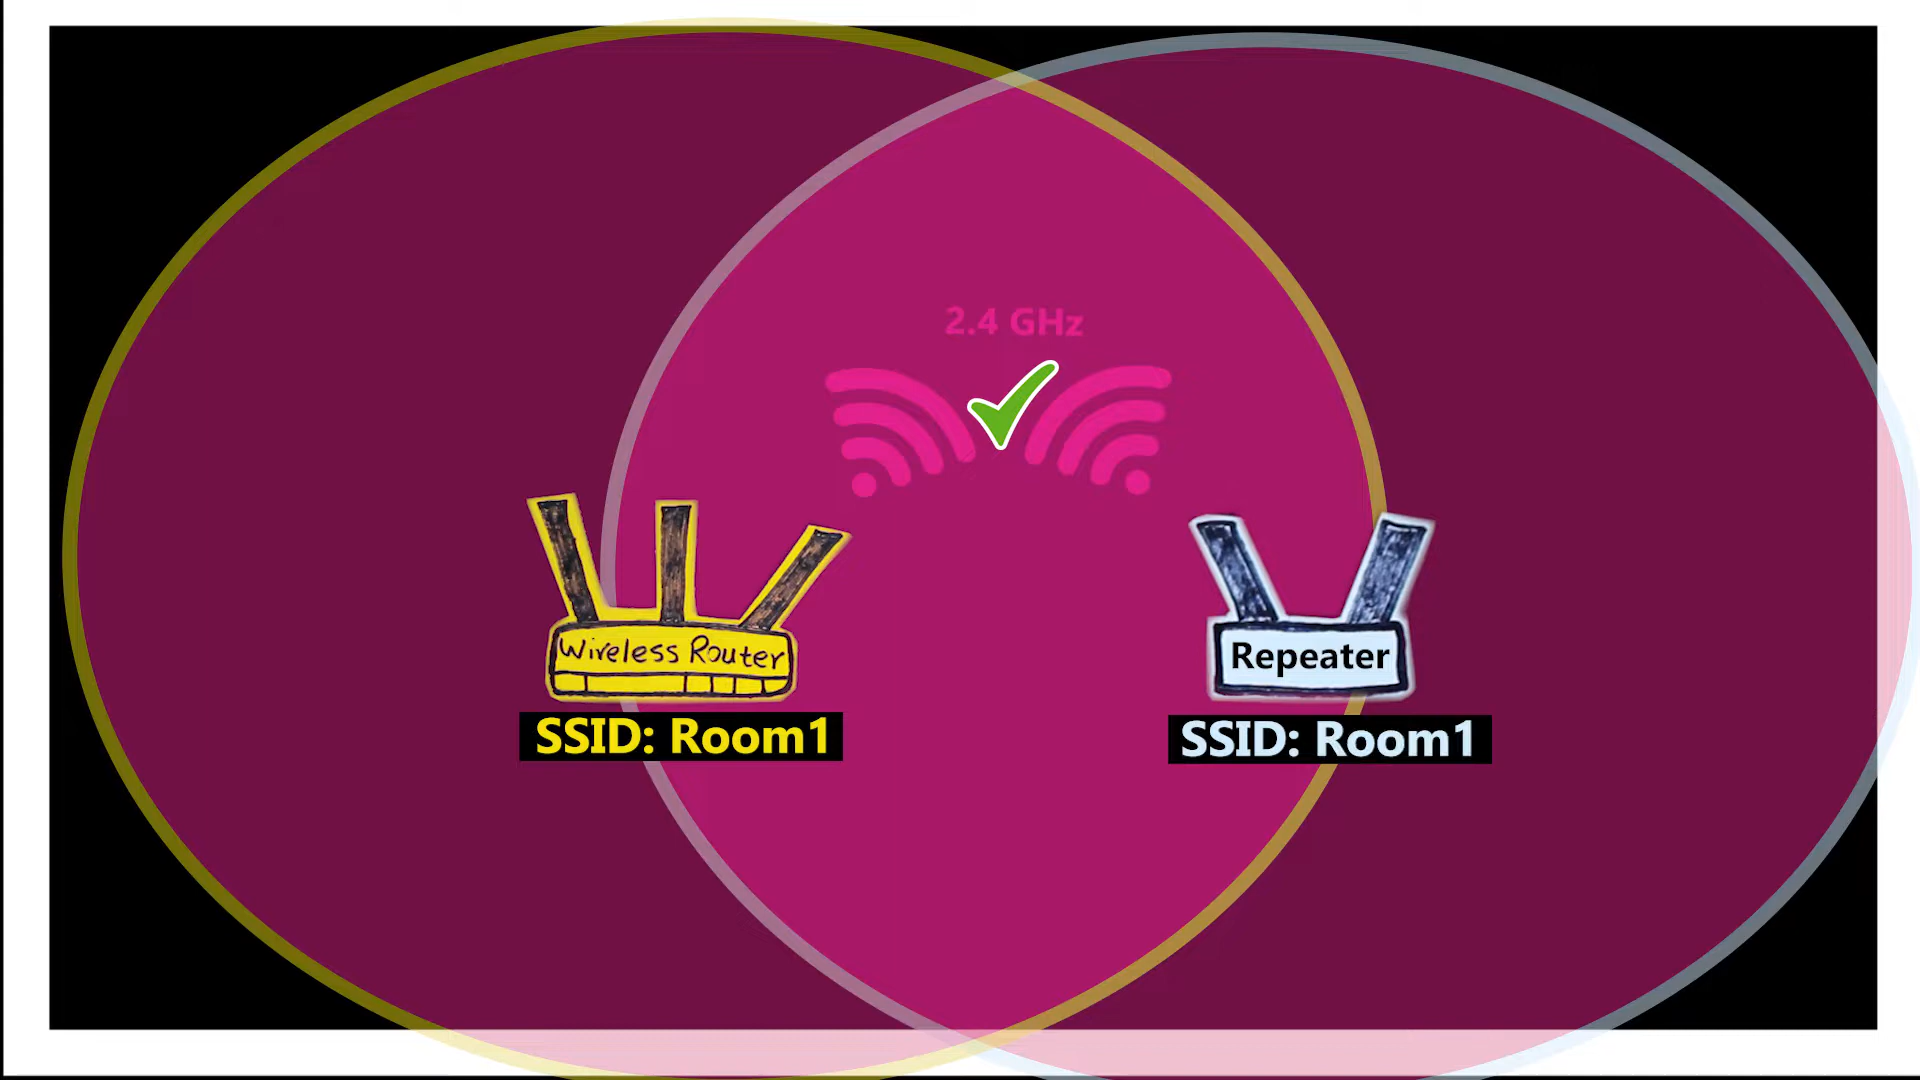 2.4 GHz
Wireless Router
Repeater
SSID: Room1
SSID: Room1